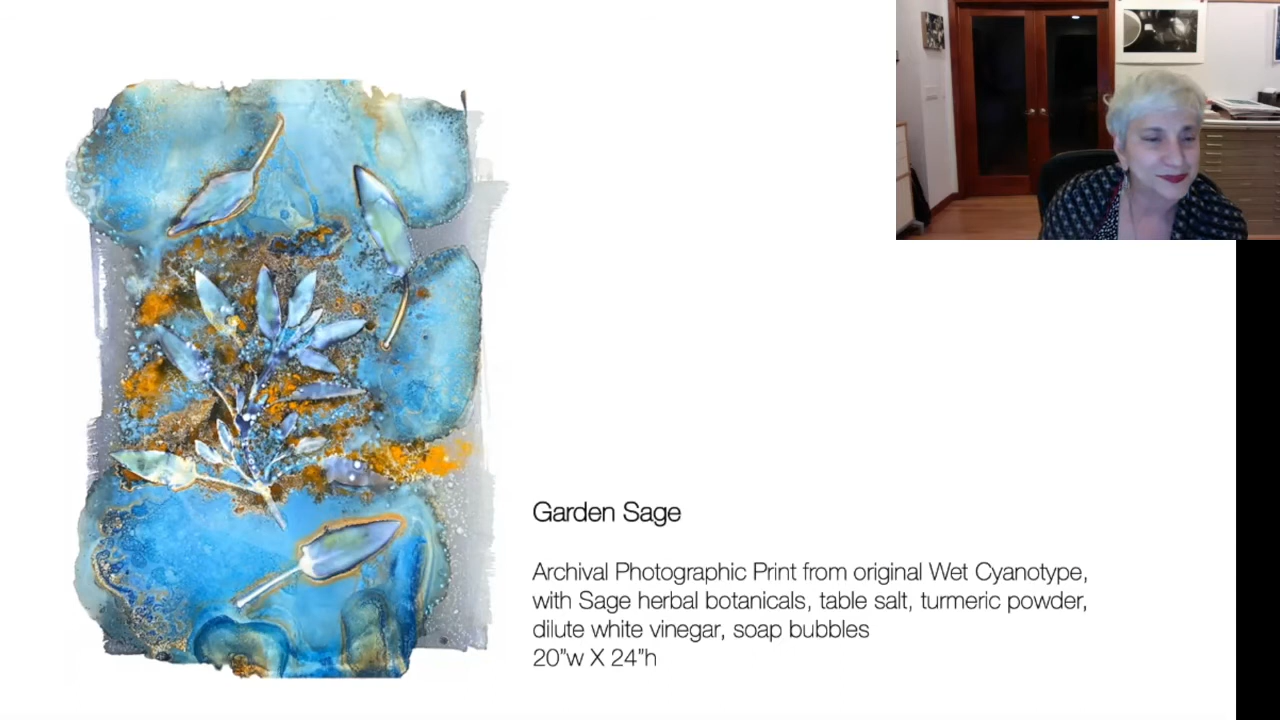 Garden Sage
Archival Photographic Print from original Wet Cyanotype,
with Sage herbal botanicals, table salt, turmeric powder,
dilute white vinegar, soap bubbles
20”w X 24”h